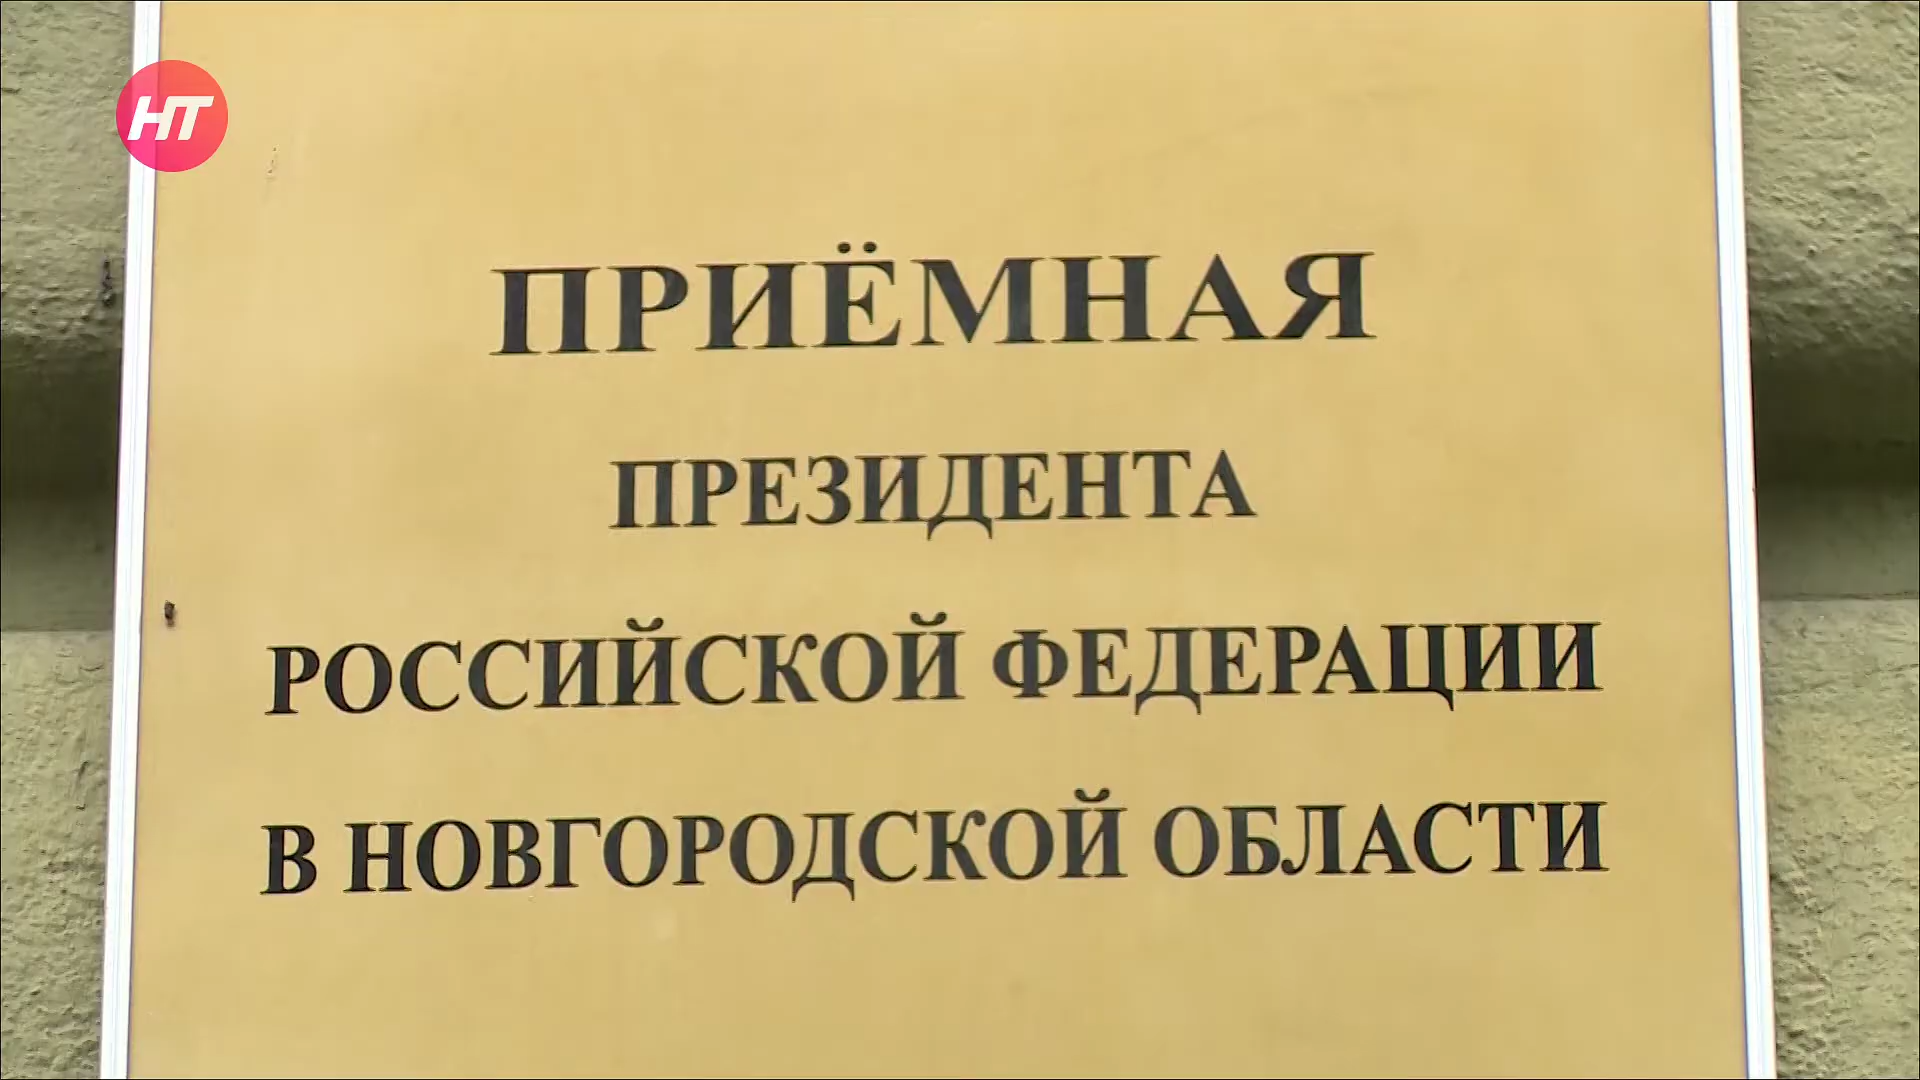 НТ
ПРИЁМНАЯ
ПРЕЗИДЕНТА
РОССИЙСКОЙ ФЕДЕРАЦИИ
В НОВГОРОДСКОЙ ОБЛАСТИ